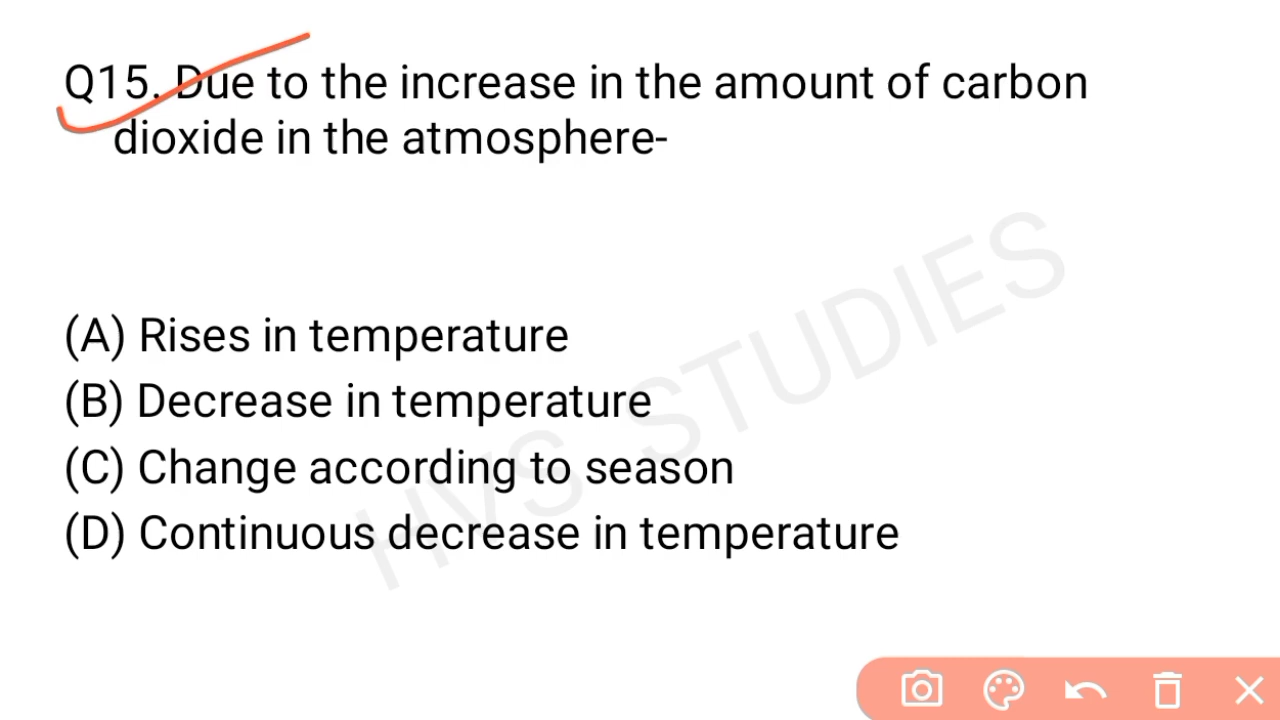 Q15. Due to the increase in the amount of carbon
dioxide in the atmosphere-
(A) Rises in temperature
(B) Decrease in temperature
(C) Change according to season
(D) Continuous decrease in temperature
HVS STUDIES